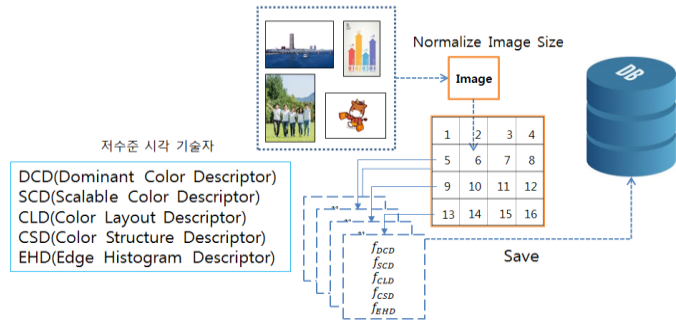 Normalize Image Size
Image
DB
1 2 3 4
5 6 7 8
9 10 11 12
13 14 15 16
저수준 시각 기술자
DCD(Dominant Color Descriptor)
SCD(Scalable Color Descriptor)
CLD(Color Layout Descriptor)
CSD(Color Structure Descriptor)
EHD(Edge Histogram Descriptor)
fDCD
fSCD
fCLD
fCSD
fEHD
Save